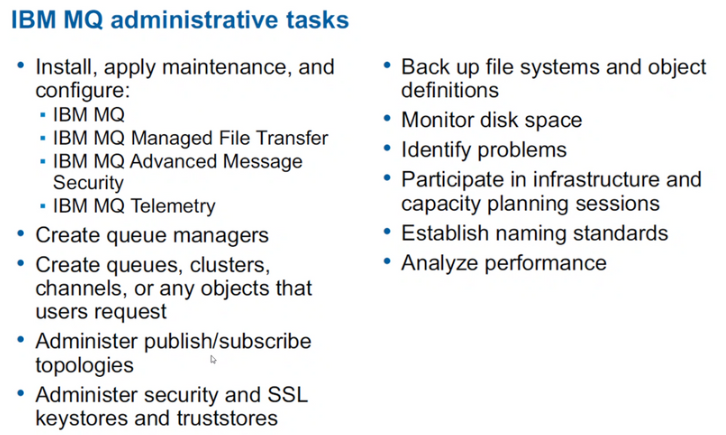 IBM MQ administrative tasks
• Install, apply maintenance, and
configure:
▪ IBM MQ
▪ IBM MQ Managed File Transfer
▪ IBM MQ Advanced Message
Security
▪ IBM MQ Telemetry
• Create queue managers
• Create queues, clusters,
channels, or any objects that
users request
• Administer publish/subscribe
topologies
• Administer security and SSL
keystores and truststores
• Back up file systems and object
definitions
• Monitor disk space
• Identify problems
• Participate in infrastructure and
capacity planning sessions
• Establish naming standards
• Analyze performance